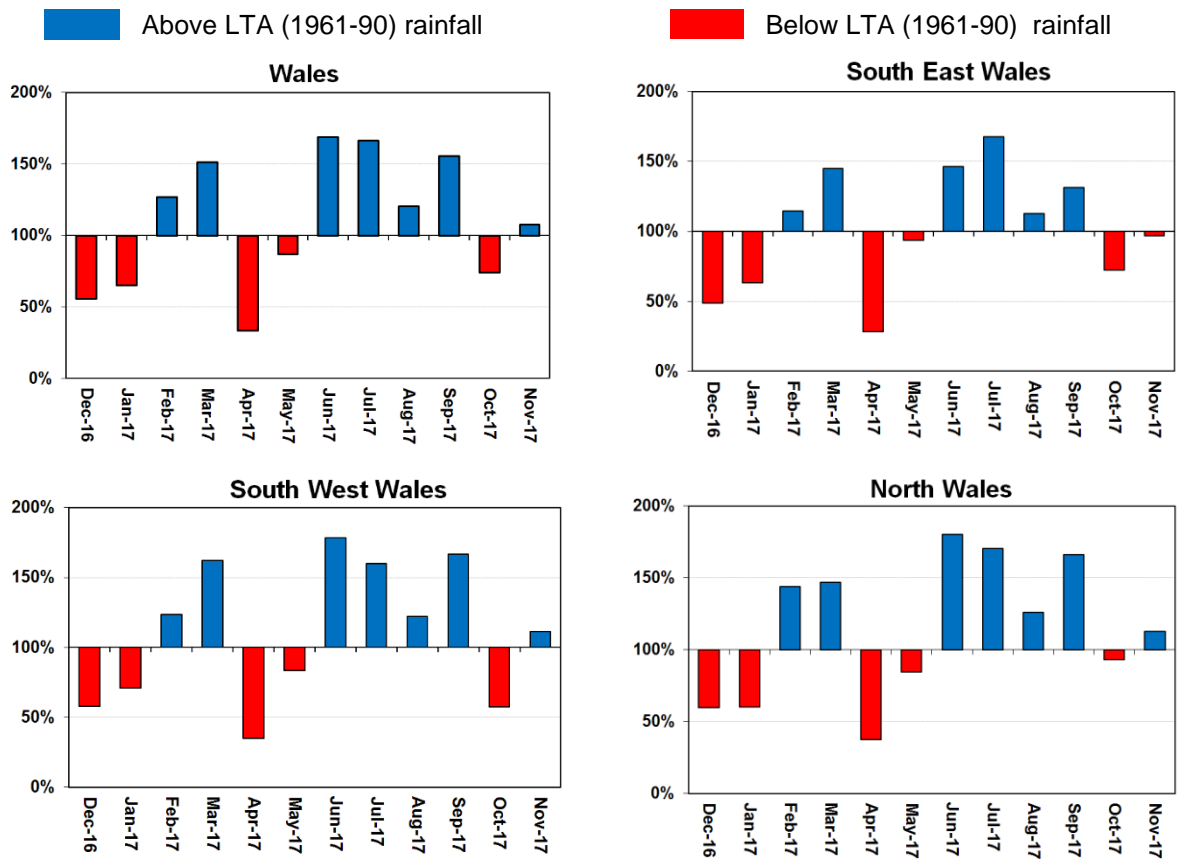 Above LTA (1961-90) rainfall
Below LTA (1961-90) rainfall
Wales
200%
150%
100%
50%
0%
Dec-16
Jan-17
Feb-17
Mar-17
Apr-17
May-17
Jun-17
Jul-17
Aug-17
Sep-17
Oct-17
Nov-17
South East Wales
200%
150%
100%
50%
0%
Dec-16
Jan-17
Feb-17
Mar-17
Apr-17
May-17
Jun-17
Jul-17
Aug-17
Sep-17
Oct-17
Nov-17
South West Wales
200%
150%
100%
50%
0%
Dec-16
Jan-17
Feb-17
Mar-17
Apr-17
May-17
Jun-17
Jul-17
Aug-17
Sep-17
Oct-17
Nov-17
North Wales
200%
150%
100%
50%
0%
Dec-16
Jan-17
Feb-17
Mar-17
Apr-17
May-17
Jun-17
Jul-17
Aug-17
Sep-17
Oct-17
Nov-17